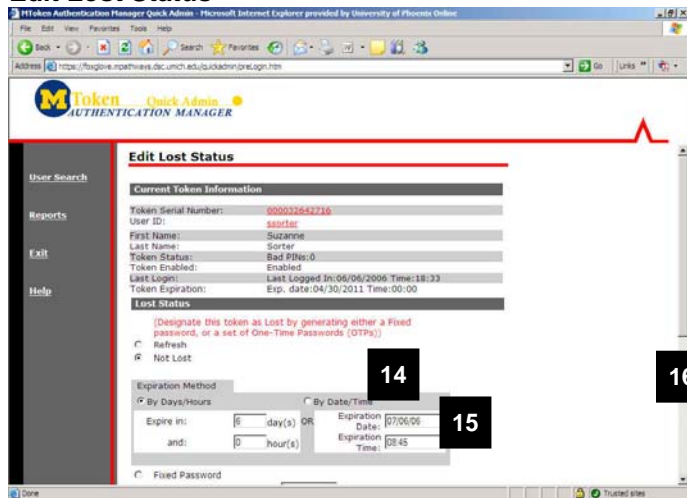 Edit Lost Status
MToken Authentication Manager Quick Admin - Microsoft Internet Explorer provided by University of Phoenix Online
File Edit View Favorites Tools Help
Back Search Favorites
Address https://foxglove.mpathways.dsc.umich.edu/quickadmin/preLogin.htm Go Links
M Token Quick Admin
AUTHENTICATION MANAGER
Edit Lost Status
User Search
Reports
Exit
Help
Current Token Information
Token Serial Number: 000032642716
User ID: ssorter
First Name: Suzanne
Last Name: Sorter
Token Status: Bad PINs:0
Token Enabled: Enabled
Last Login: Last Logged In:06/06/2006 Time:18:33
Token Expiration: Exp. date:04/30/2011 Time:00:00
Lost Status
(Designate this token as Lost by generating either a Fixed
password, or a set of One-Time Passwords (OTPs))
Refresh
Not Lost
14
16
Expiration Method
By Days/Hours By Date/Time
Expire in: 6 day(s) OR Expiration Date: 07/06/06
15
and: 0 hour(s) Expiration Time: 08:45
Fixed Password
Done Trusted sites